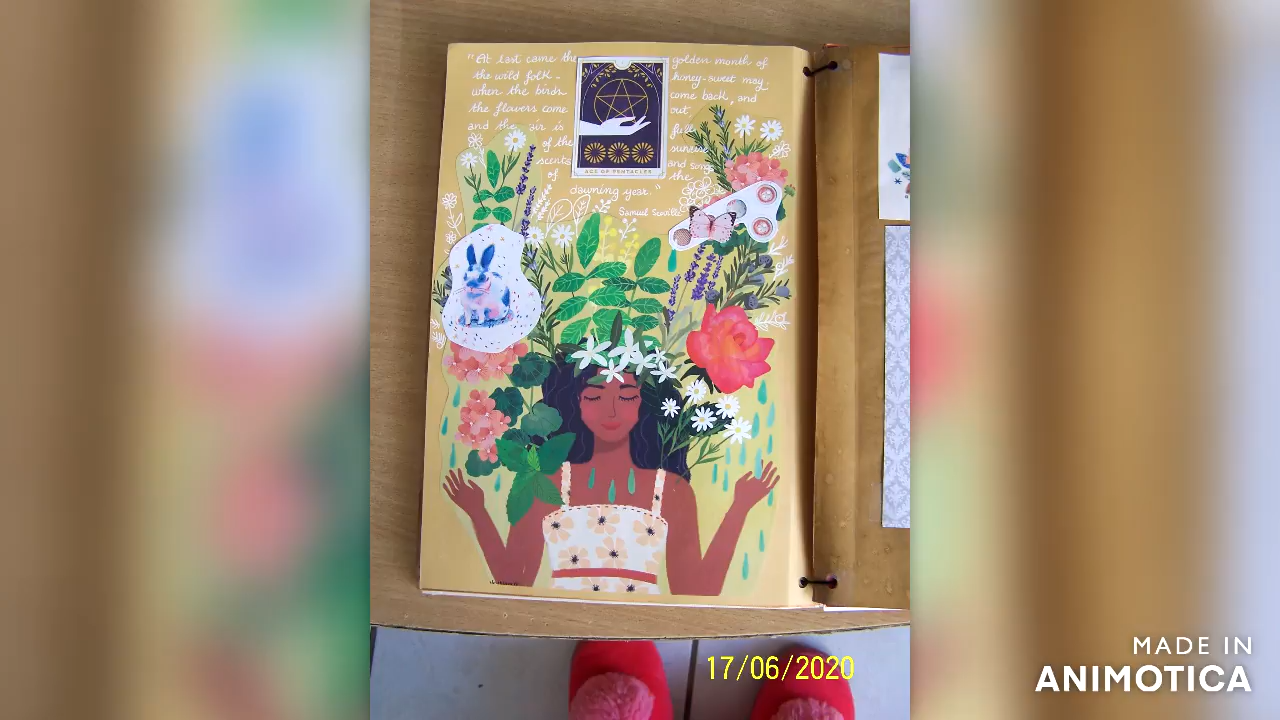 "At last came the golden month of
the wild folk - honey-sweet may,
when the birds come back, and
the flowers come out
and the air is full
of the sunrise
scents and songs
of the
dawning year."
Samuel Scoville
ACE OF PENTACLES
17/06/2020
MADE IN
ANIMOTICA